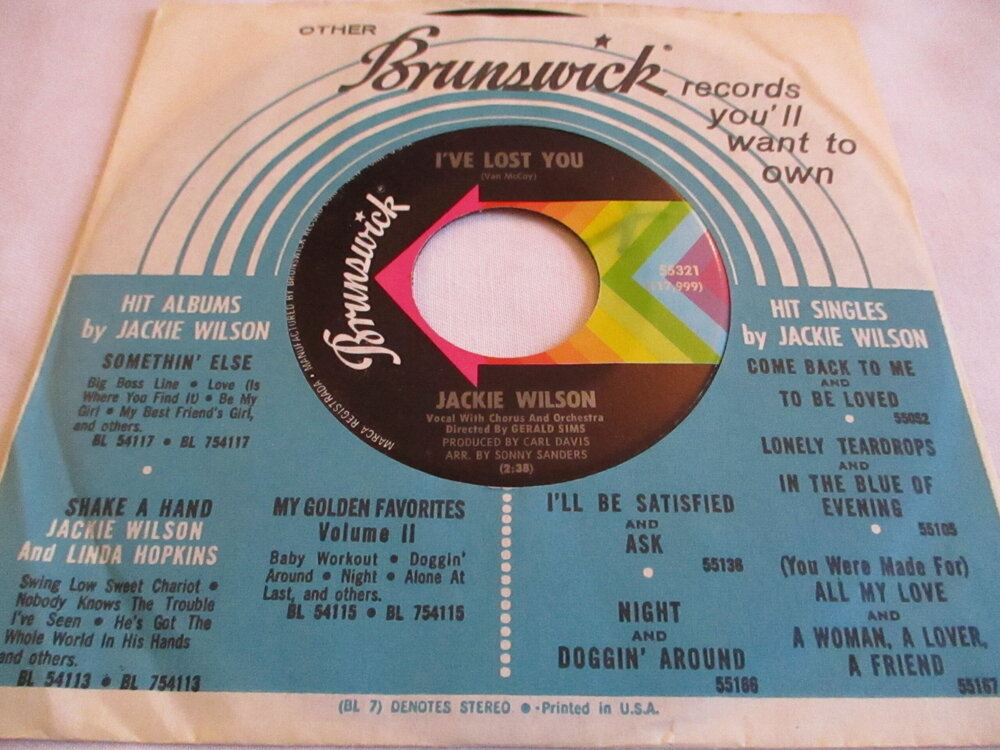 OTHER
Brunswick
records
you'll
want to
own
I'VE LOST YOU
(Van McCoy)
Brunswick
MARCA REGISTRADA • MANUFACTURED BY BRUNSWICK
55321
(17,999)
JACKIE WILSON
Vocal With Chorus And Orchestra
Directed By GERALD SIMS
PRODUCED BY CARL DAVIS
ARR. BY SONNY SANDERS
(2:38)
HIT ALBUMS
by JACKIE WILSON
SOMETHIN' ELSE
Big Boss Line • Love (Is
Where You Find It) • Be My
Girl • My Best Friend's Girl,
and others.
BL 54117 • BL 754117
SHAKE A HAND
JACKIE WILSON
And LINDA HOPKINS
Swing Low Sweet Chariot •
Nobody Knows The Trouble
I've Seen • He's Got The
Whole World In His Hands
and others.
BL 54113 • BL 754113
MY GOLDEN FAVORITES
Volume II
Baby Workout • Doggin'
Around • Night • Alone At
Last, and others.
BL 54115 • BL 754115
HIT SINGLES
by JACKIE WILSON
COME BACK TO ME
AND
TO BE LOVED
55052
LONELY TEARDROPS
AND
IN THE BLUE OF
EVENING
55105
I'LL BE SATISFIED
AND
ASK
55136
NIGHT
AND
DOGGIN' AROUND
55166
(You Were Made For)
ALL MY LOVE
AND
A WOMAN, A LOVER,
A FRIEND
55167
(BL 7) DENOTES STEREO • -Printed in U.S.A.